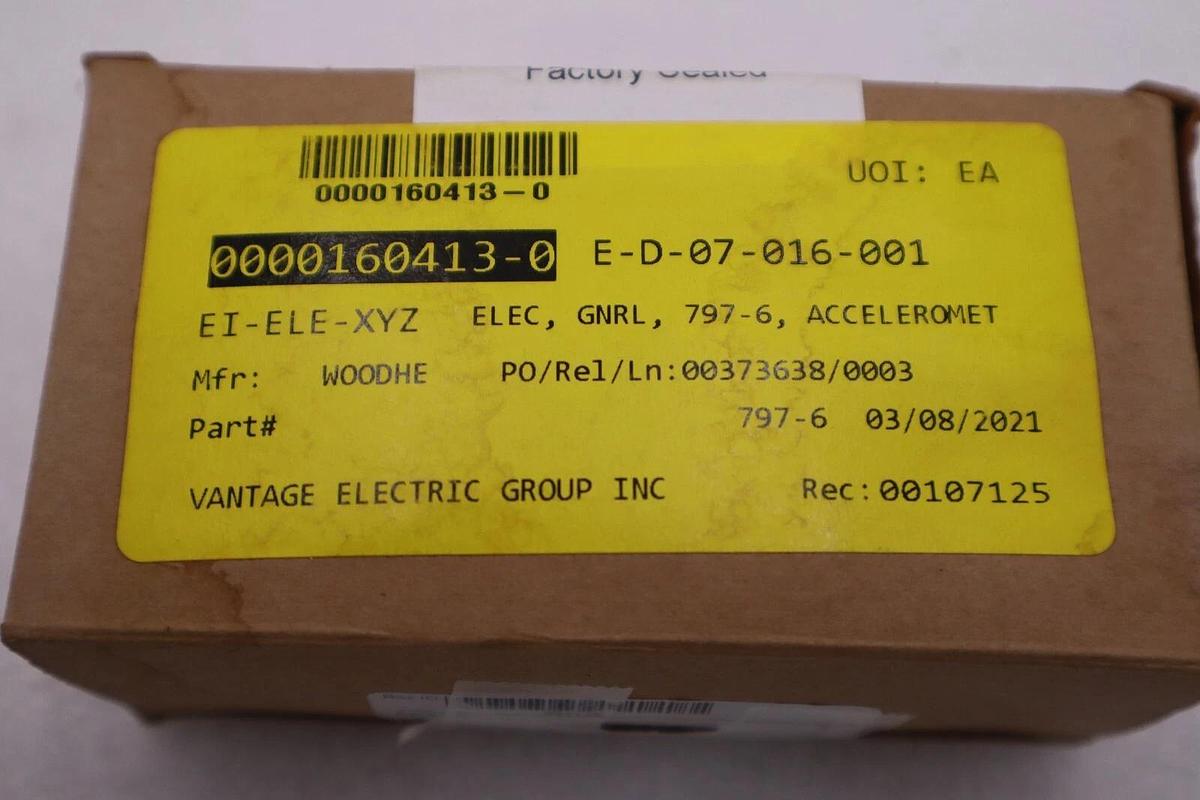 Factory Sealed
0000160413-0
UOI: EA
0000160413-0 E-D-07-016-001
EI-ELE-XYZ ELEC, GNRL, 797-6, ACCELEROMET
Mfr: WOODHE PO/Rel/Ln:00373638/0003
Part# 797-6 03/08/2021
VANTAGE ELECTRIC GROUP INC Rec:00107125